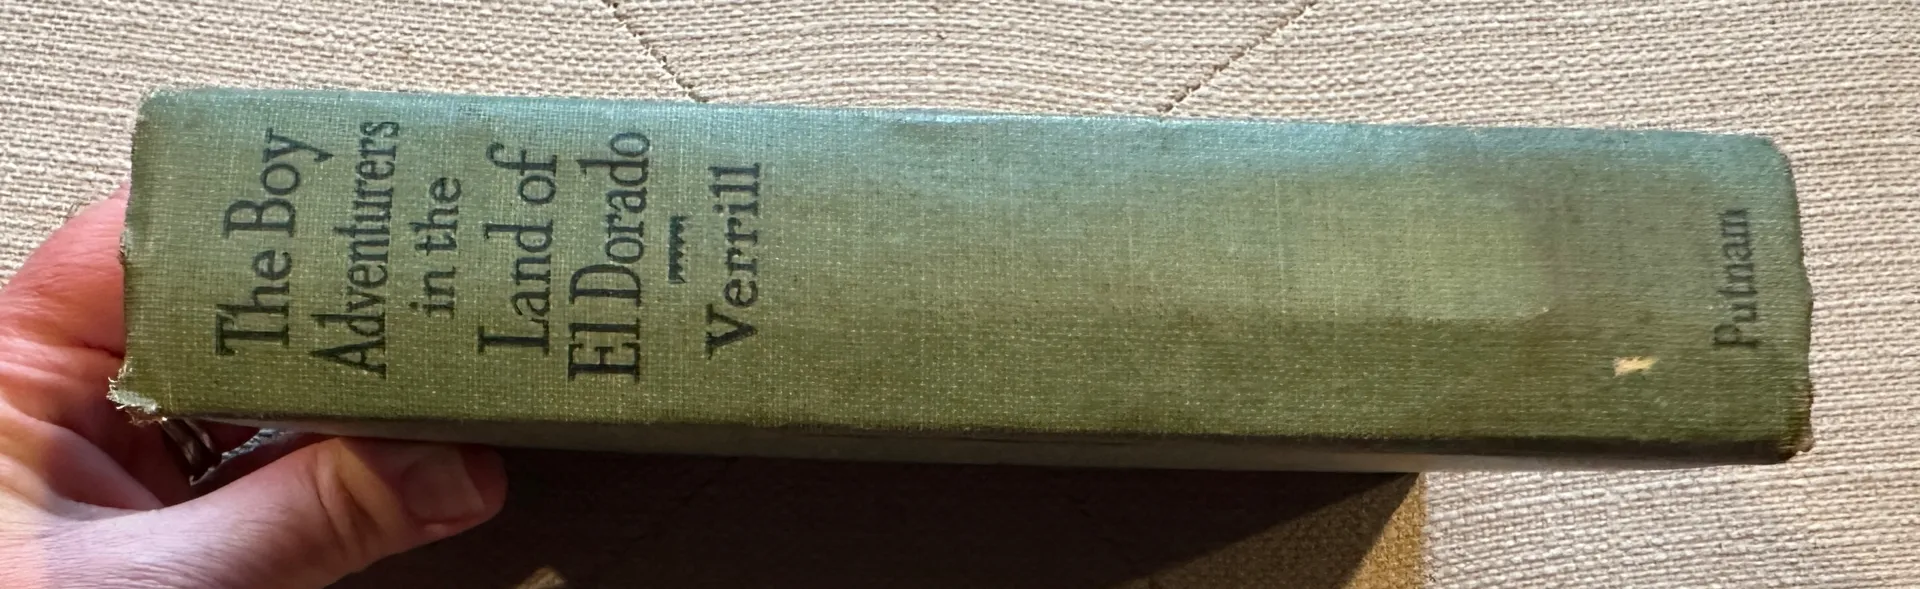 The Boy
Adventurers
in the
Land of
El Dorado
Verrill
Putnam